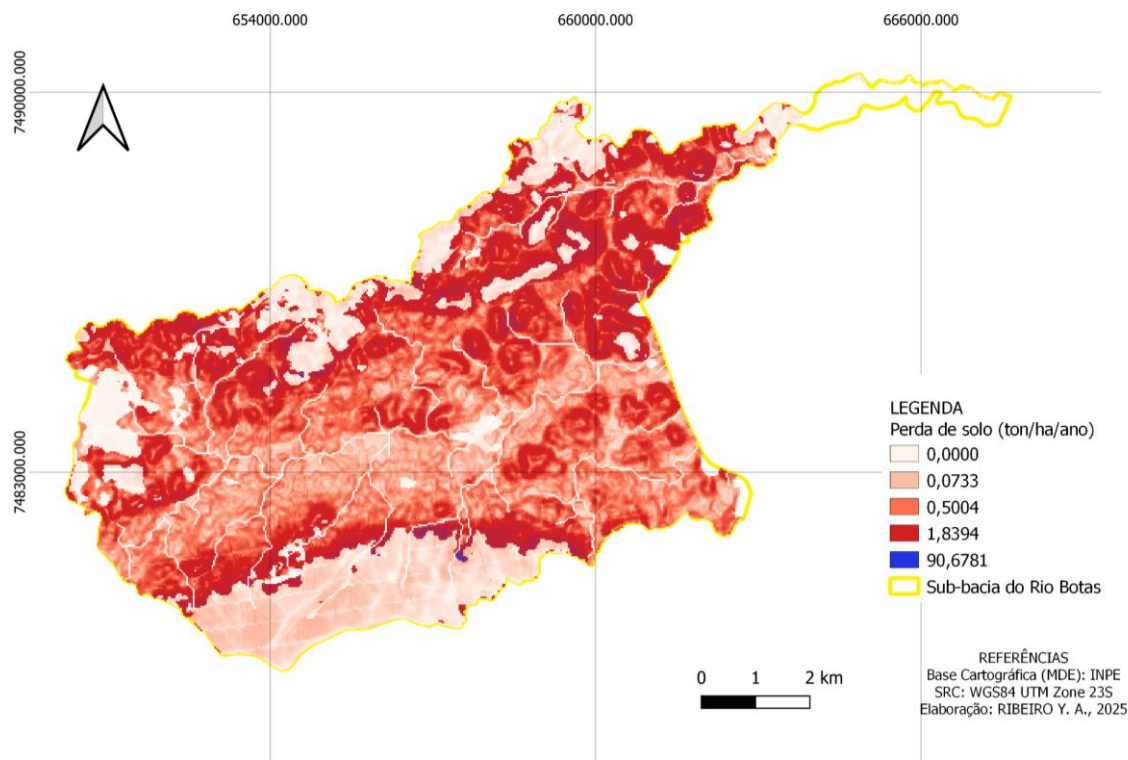 654000.000
660000.000
666000.000
7490000.000
7483000.000
LEGENDA
Perda de solo (ton/ha/ano)
0,0000
0,0733
0,5004
1,8394
90,6781
Sub-bacia do Rio Botas
0 1 2 km
REFERÊNCIAS
Base Cartográfica (MDE): INPE
SRC: WGS84 UTM Zone 23S
Elaboração: RIBEIRO Y. A., 2025